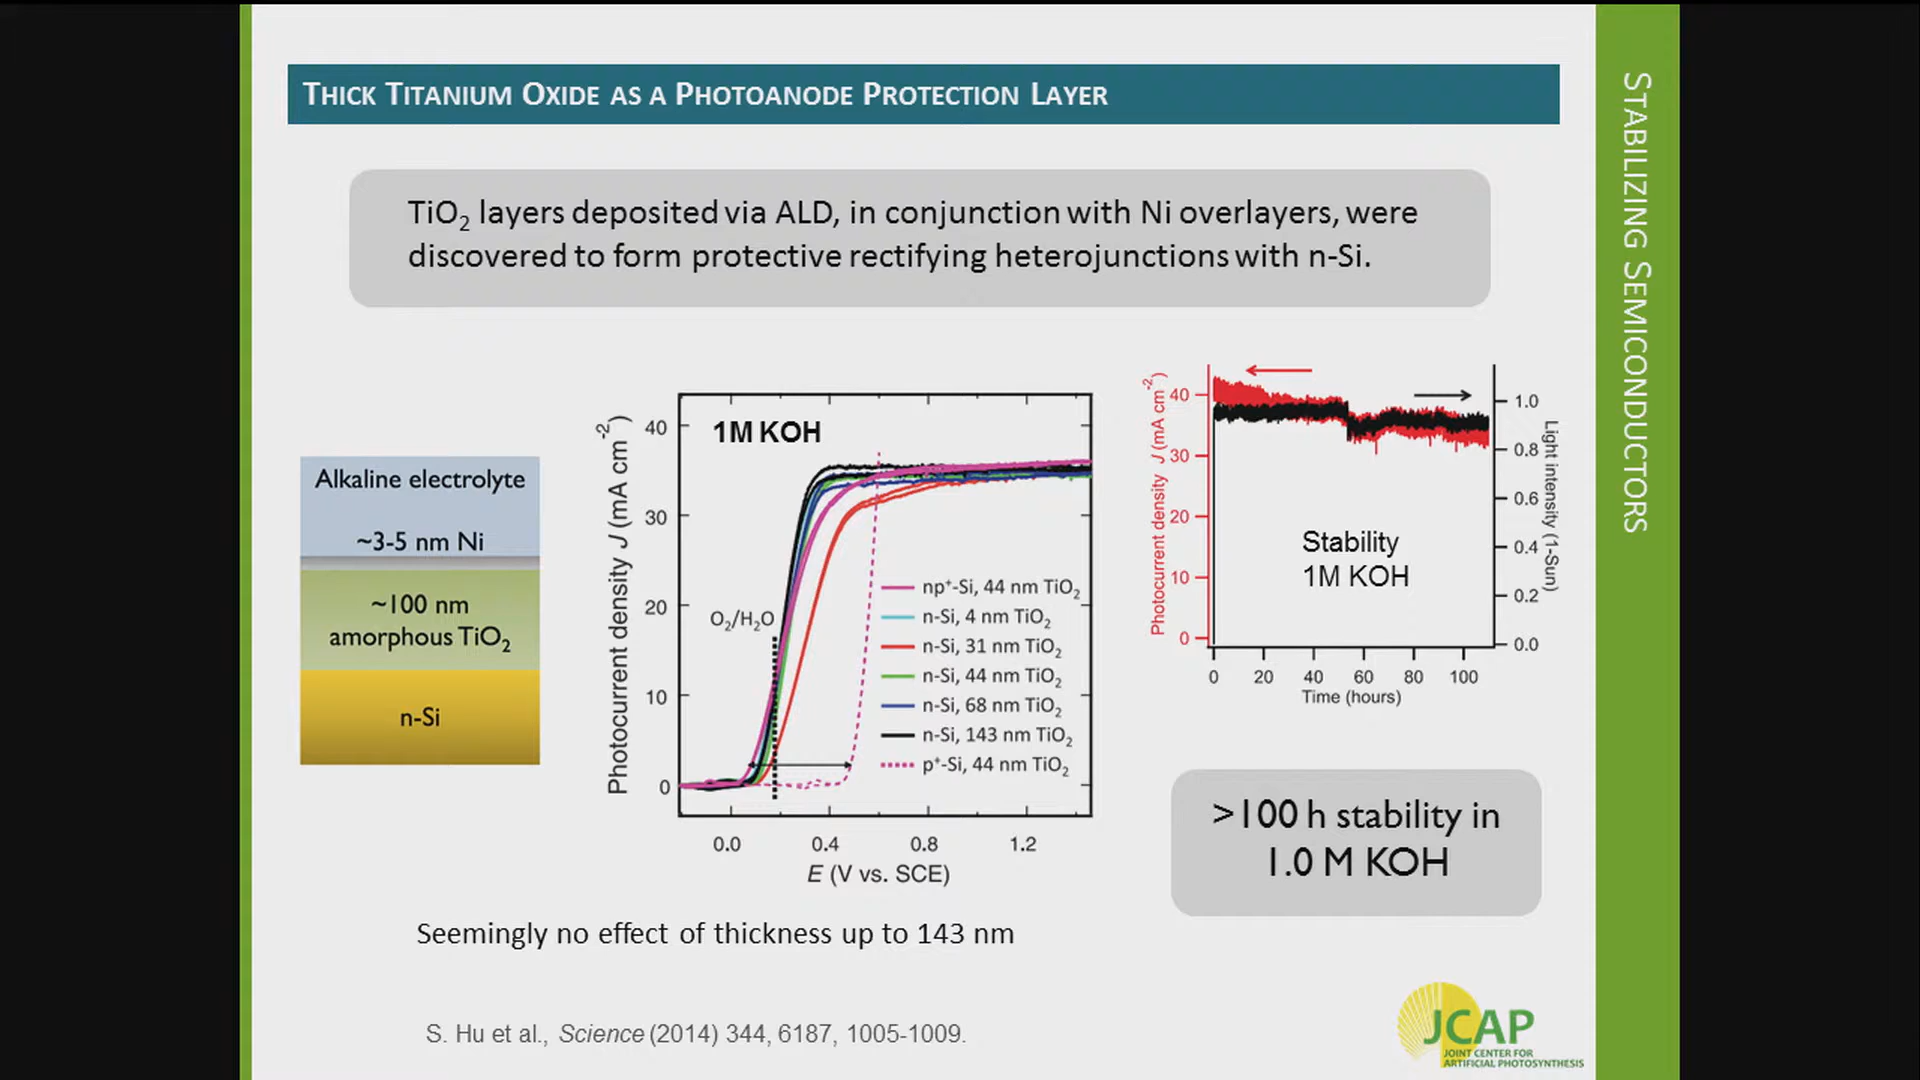 THICK TITANIUM OXIDE AS A PHOTOANODE PROTECTION LAYER
STABILIZING SEMICONDUCTORS
TiO2 layers deposited via ALD, in conjunction with Ni overlayers, were
discovered to form protective rectifying heterojunctions with n-Si.
Alkaline electrolyte
~3-5 nm Ni
~100 nm
amorphous TiO2
n-Si
Photocurrent density J (mA cm-2)
40
30
20
10
0
1M KOH
O2/H2O
np+-Si, 44 nm TiO2
n-Si, 4 nm TiO2
n-Si, 31 nm TiO2
n-Si, 44 nm TiO2
n-Si, 68 nm TiO2
n-Si, 143 nm TiO2
p+-Si, 44 nm TiO2
0.0 0.4 0.8 1.2
E (V vs. SCE)
Photocurrent density J (mA cm-2)
40
30
20
10
0
Stability
1M KOH
1.0
0.8
0.6
0.4
0.2
0.0
Light intensity (1-Sun)
0 20 40 60 80 100
Time (hours)
>100 h stability in
1.0 M KOH
Seemingly no effect of thickness up to 143 nm
S. Hu et al., Science (2014) 344, 6187, 1005-1009.
JCAP
JOINT CENTER FOR
ARTIFICIAL PHOTOSYNTHESIS